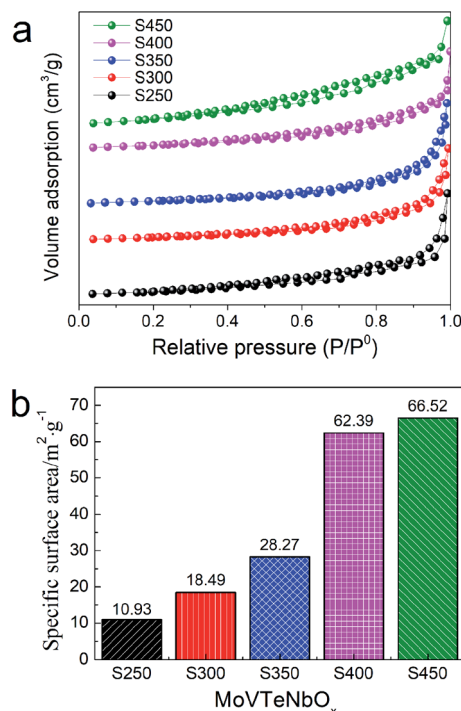 a
S450
S400
S350
S300
S250
Volume adsorption (cm³/g)
0.0 0.2 0.4 0.6 0.8 1.0
Relative pressure (P/P⁰)
b
Specific surface area/m²·g⁻¹
70
60
50
40
30
20
10
0
10.93
18.49
28.27
62.39
66.52
S250 S300 S350 S400 S450
MoVTeNbOₓ